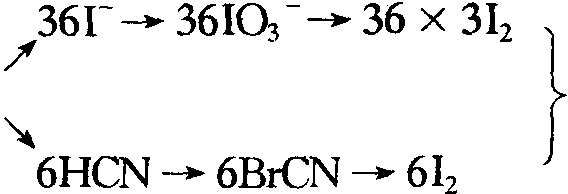 36I⁻ → 36IO₃⁻ → 36 × 3I₂
6HCN → 6BrCN → 6I₂